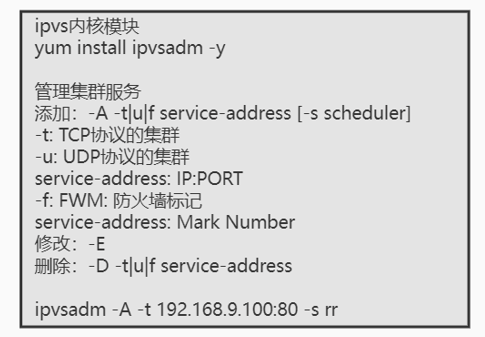 ipvs内核模块
yum install ipvsadm -y
管理集群服务
添加：-A -t|u|f service-address [-s scheduler]
-t: TCP协议的集群
-u: UDP协议的集群
service-address: IP:PORT
-f: FWM: 防火墙标记
service-address: Mark Number
修改：-E
删除：-D -t|u|f service-address
ipvsadm -A -t 192.168.9.100:80 -s rr